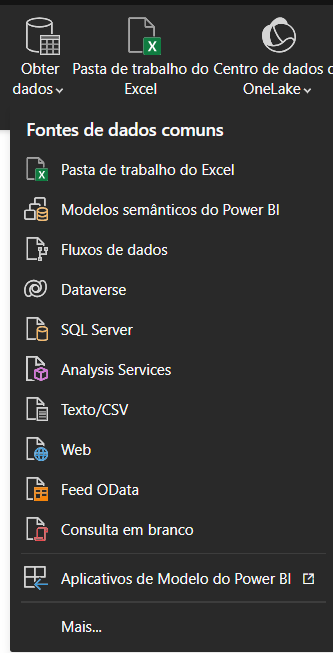 Obter
dados
Pasta de trabalho do
Excel
Centro de dados
OneLake
Fontes de dados comuns
Pasta de trabalho do Excel
Modelos semânticos do Power BI
Fluxos de dados
Dataverse
SQL Server
Analysis Services
Texto/CSV
Web
Feed OData
Consulta em branco
Aplicativos de Modelo do Power BI
Mais...